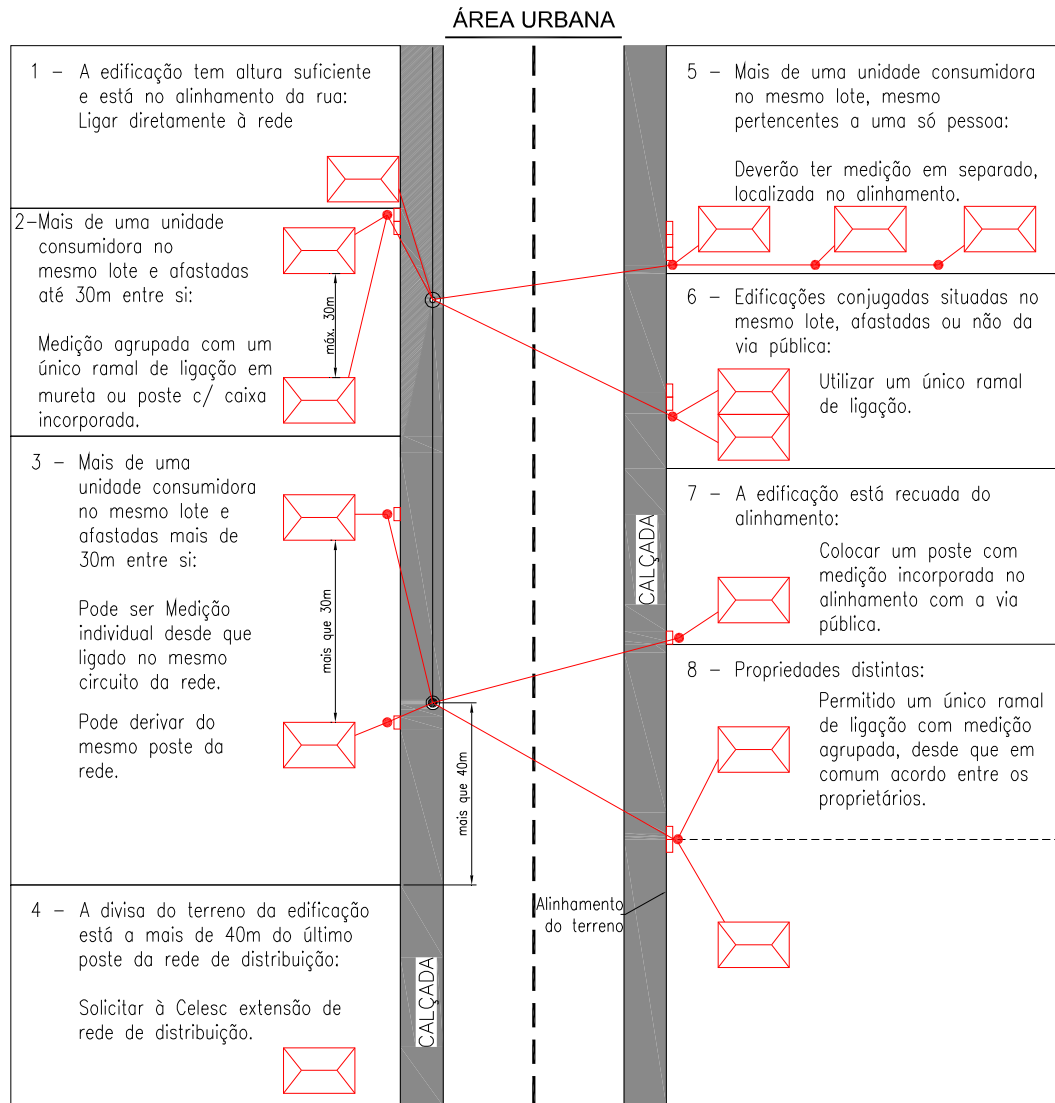 ÁREA URBANA
1 - A edificação tem altura suficiente
e está no alinhamento da rua:
Ligar diretamente à rede
2-Mais de uma unidade
consumidora no
mesmo lote e afastadas
até 30m entre si:
Medição agrupada com um
único ramal de ligação em
mureta ou poste c/ caixa
incorporada.
máx. 30m
3 - Mais de uma
unidade consumidora
no mesmo lote e
afastadas mais de
30m entre si:
Pode ser Medição
individual desde que
ligado no mesmo
circuito da rede.
Pode derivar do
mesmo poste da
rede.
mais que 30m
mais que 40m
4 - A divisa do terreno da edificação
está a mais de 40m do último
poste da rede de distribuição:
Solicitar à Celesc extensão de
rede de distribuição.
CALÇADA
5 - Mais de uma unidade consumidora
no mesmo lote, mesmo
pertencentes a uma só pessoa:
Deverão ter medição em separado,
localizada no alinhamento.
6 - Edificações conjugadas situadas no
mesmo lote, afastadas ou não da
via pública:
Utilizar um único ramal
de ligação.
7 - A edificação está recuada do
alinhamento:
Colocar um poste com
medição incorporada no
alinhamento com a via
pública.
CALÇADA
8 - Propriedades distintas:
Permitido um único ramal
de ligação com medição
agrupada, desde que em
comum acordo entre os
proprietários.
Alinhamento
do terreno